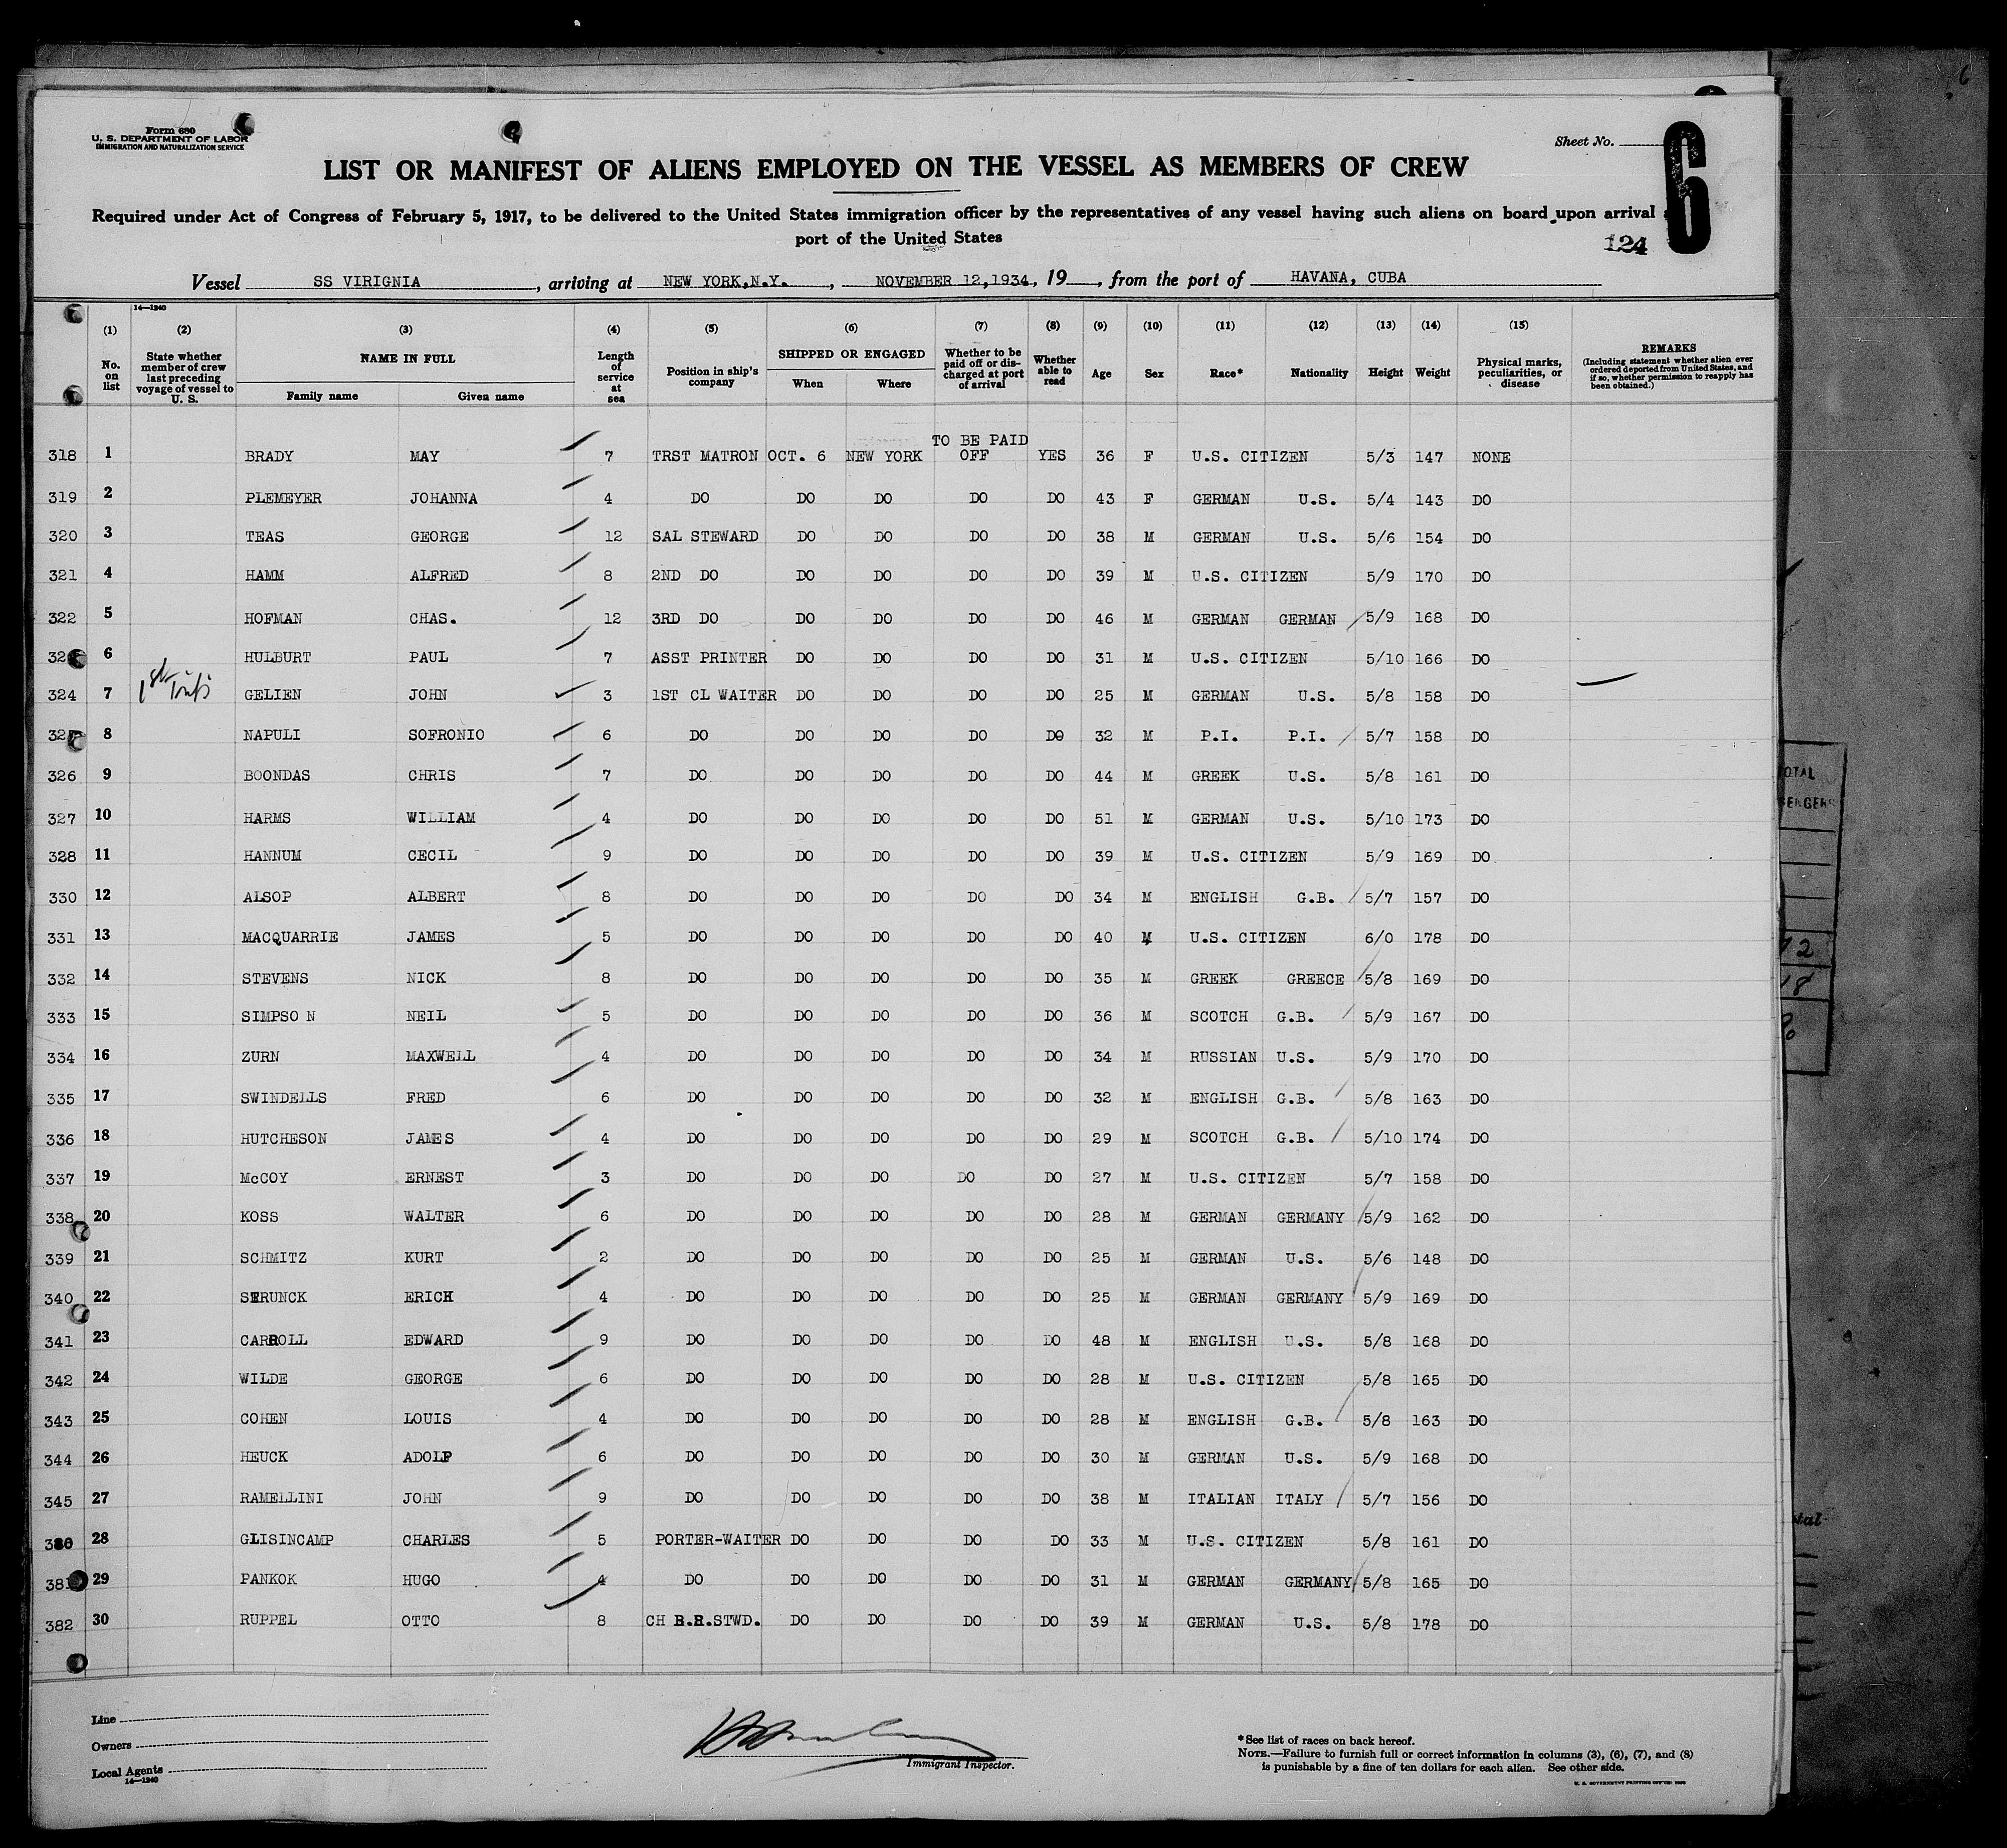 Form 680
U. S. DEPARTMENT OF LABOR
IMMIGRATION AND NATURALIZATION SERVICE
Sheet No.
6
LIST OR MANIFEST OF ALIENS EMPLOYED ON THE VESSEL AS MEMBERS OF CREW
Required under Act of Congress of February 5, 1917, to be delivered to the United States immigration officer by the representatives of any vessel having such aliens on board upon arrival
port of the United States
124
Vessel SS VIRIGNIA, arriving at NEW YORK,N.Y., NOVEMBER 12,1934, 19, from the port of HAVANA, CUBA
14—1240
(1) (2) (3) (4) (5) (6) (7) (8) (9) (10) (11) (12) (13) (14) (15)
No. on list State whether member of crew last preceding voyage of vessel to U. S. NAME IN FULL Family name Given name Length of service at sea Position in ship's company SHIPPED OR ENGAGED When Where Whether to be paid off or discharged at port of arrival Whether able to read Age Sex Race* Nationality Height Weight Physical marks, peculiarities, or disease REMARKS (Including statement whether alien ever ordered deported from United States, and if so, whether permission to reapply has been obtained.)
318 1 BRADY MAY 7 TRST MATRON OCT. 6 NEW YORK TO BE PAID OFF YES 36 F U.S. CITIZEN 5/3 147 NONE
319 2 PLEMEYER JOHANNA 4 DO DO DO DO DO 43 F GERMAN U.S. 5/4 143 DO
320 3 TEAS GEORGE 12 SAL STEWARD DO DO DO DO 38 M GERMAN U.S. 5/6 154 DO
321 4 HAMM ALFRED 8 2ND DO DO DO DO DO 39 M U.S. CITIZEN 5/9 170 DO
322 5 HOFMAN CHAS. 12 3RD DO DO DO DO DO 46 M GERMAN GERMAN 5/9 168 DO
6 HULBURT PAUL 7 ASST PRINTER DO DO DO DO 31 M U.S. CITIZEN 5/10 166 DO
324 7 1st GELIEN JOHN 3 1ST CL WAITER DO DO DO DO 25 M GERMAN U.S. 5/8 158 DO
8 NAPULI SOFRONIO 6 DO DO DO DO DO 32 M P.I. P.I. 5/7 158 DO
326 9 BOONDAS CHRIS 7 DO DO DO DO DO 44 M GREEK U.S. 5/8 161 DO
327 10 HARMS WILLIAM 4 DO DO DO DO DO 51 M GERMAN U.S. 5/10 173 DO
328 11 HANNUM CECIL 9 DO DO DO DO DO 39 M U.S. CITIZEN 5/9 169 DO
330 12 ALSOP ALBERT 8 DO DO DO DO DO 34 M ENGLISH G.B. 5/7 157 DO
331 13 MACQUARRIE JAMES 5 DO DO DO DO DO 40 M U.S. CITIZEN 6/0 178 DO
332 14 STEVENS NICK 8 DO DO DO DO DO 35 M GREEK GREECE 5/8 169 DO
333 15 SIMPSO N NEIL 5 DO DO DO DO DO 36 M SCOTCH G.B. 5/9 167 DO
334 16 ZURN MAXWELL 4 DO DO DO DO DO 34 M RUSSIAN U.S. 5/9 170 DO
335 17 SWINDELLS FRED 6 DO DO DO DO DO 32 M ENGLISH G.B. 5/8 163 DO
336 18 HUTCHESON JAMES 4 DO DO DO DO DO 29 M SCOTCH G.B. 5/10 174 DO
337 19 McCOY ERNEST 3 DO DO DO DO DO 27 M U.S. CITIZEN 5/7 158 DO
338 20 KOSS WALTER 6 DO DO DO DO DO 28 M GERMAN GERMANY 5/9 162 DO
339 21 SCHMITZ KURT 2 DO DO DO DO DO 25 M GERMAN U.S. 5/6 148 DO
340 22 ERICH 4 DO DO DO DO DO 25 M GERMAN GERMANY 5/9 169 DO
341 23 CARROLL EDWARD 9 DO DO DO DO DO 48 M ENGLISH U.S. 5/8 168 DO
342 24 WILDE GEORGE 6 DO DO DO DO DO 28 M U.S. CITIZEN 5/8 165 DO
343 25 COHEN LOUIS 4 DO DO DO DO DO 28 M ENGLISH G.B. 5/8 163 DO
344 26 HEUCK ADOLF 6 DO DO DO DO DO 30 M GERMAN U.S. 5/9 168 DO
345 27 RAMELLINI JOHN 9 DO DO DO DO DO 38 M ITALIAN ITALY 5/7 156 DO
380 28 GLISINCAMP CHARLES 5 PORTER-WAITER DO DO DO DO 33 M U.S. CITIZEN 5/8 161 DO
381 29 PANKOK HUGO 4 DO DO DO DO DO 31 M GERMAN GERMANY 5/8 165 DO
382 30 RUPPEL OTTO 8 CH B.R.STWD. DO DO DO DO 39 M GERMAN U.S. 5/8 178 DO
Line
Owners
Local Agents
14—1240
Immigrant Inspector.
*See list of races on back hereof.
NOTE.—Failure to furnish full or correct information in columns (3), (6), (7), and (8)
is punishable by a fine of ten dollars for each alien. See other side.